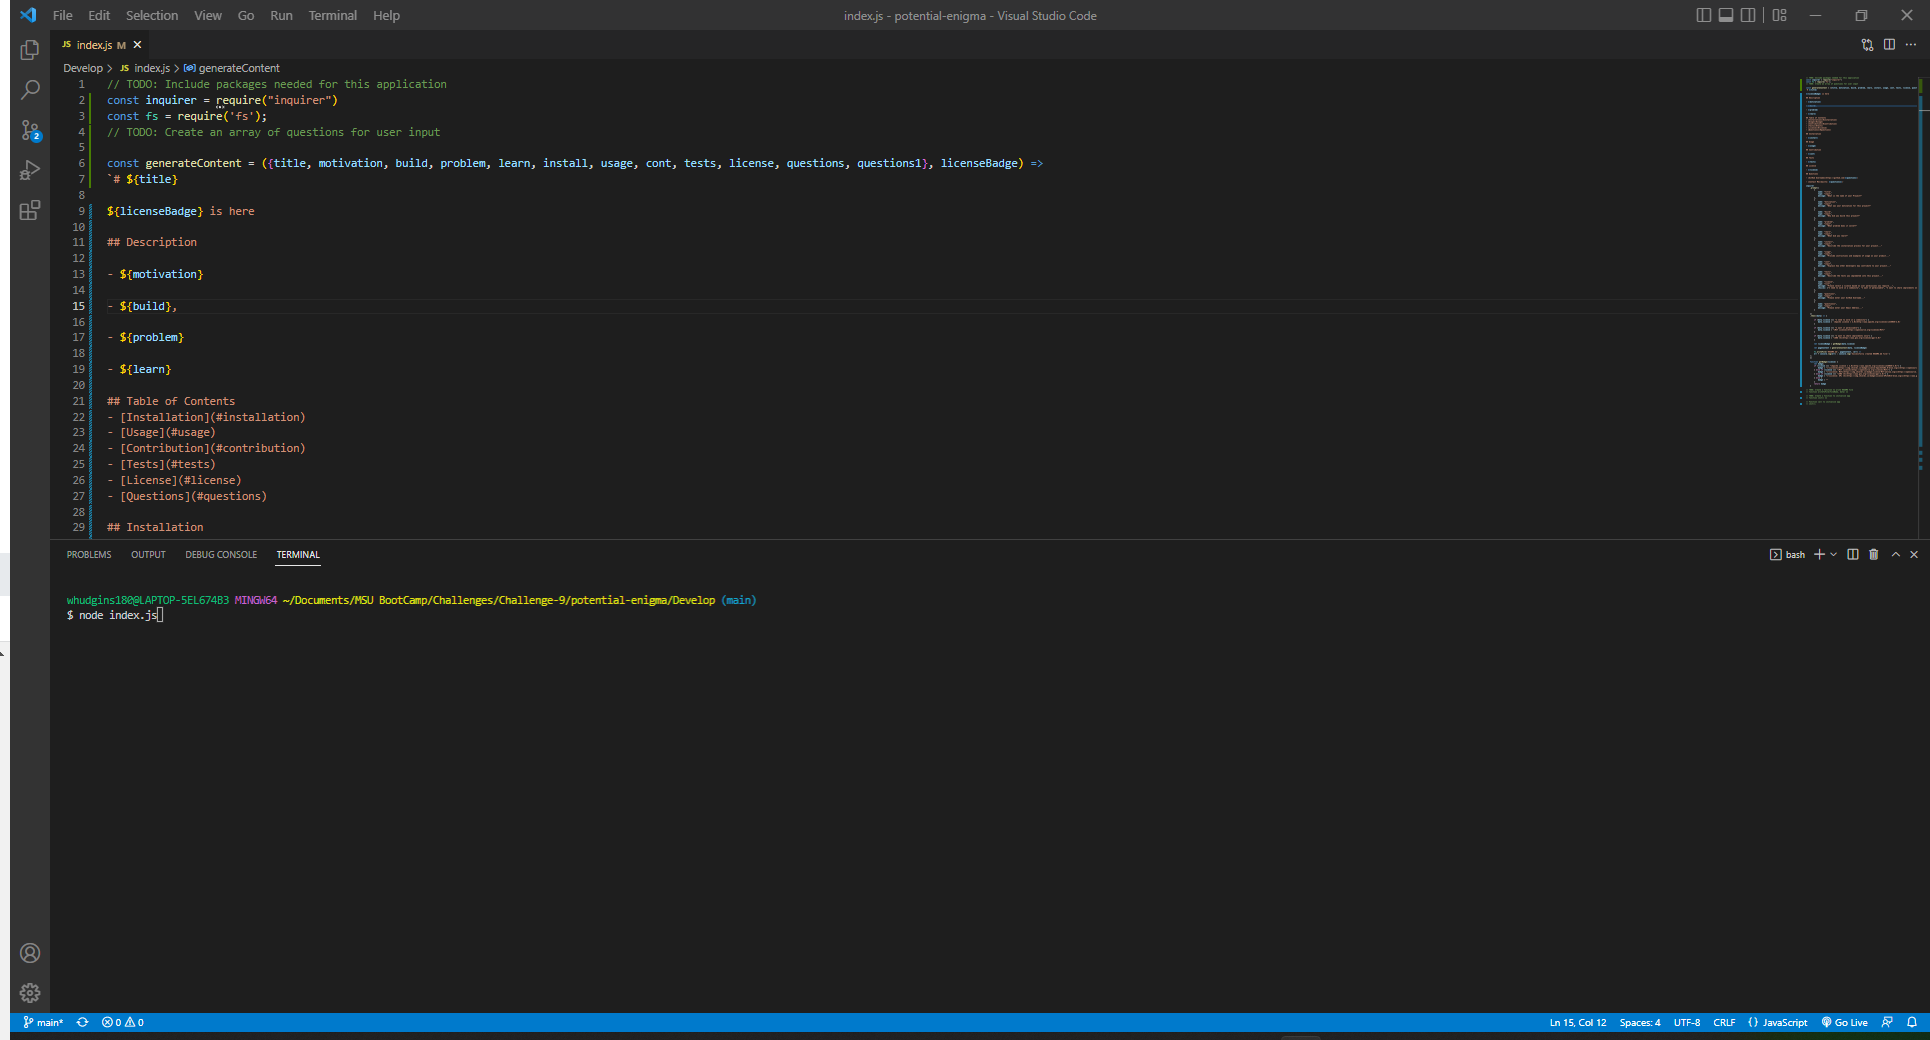 File Edit Selection View Go Run Terminal Help
index.js - potential-enigma - Visual Studio Code
JS index.js M
Develop > JS index.js > generateContent
1 // TODO: Include packages needed for this application
2 const inquirer = require("inquirer")
3 const fs = require('fs');
4 // TODO: Create an array of questions for user input
5
6 const generateContent = ({title, motivation, build, problem, learn, install, usage, cont, tests, license, questions, questions1}, licenseBadge) =>
7 `# ${title}
8
9 ${licenseBadge} is here
10
11 ## Description
12
13 - ${motivation}
14
15 - ${build},
16
17 - ${problem}
18
19 - ${learn}
20
21 ## Table of Contents
22 - [Installation](#installation)
23 - [Usage](#usage)
24 - [Contribution](#contribution)
25 - [Tests](#tests)
26 - [License](#license)
27 - [Questions](#questions)
28
29 ## Installation
2
PROBLEMS OUTPUT DEBUG CONSOLE TERMINAL
bash
whudgins180@LAPTOP-5EL674B3 MINGW64 ~/Documents/MSU BootCamp/Challenges/Challenge-9/potential-enigma/Develop (main)
$ node index.js
main* 0 0
Ln 15, Col 12 Spaces: 4 UTF-8 CRLF {} JavaScript Go Live